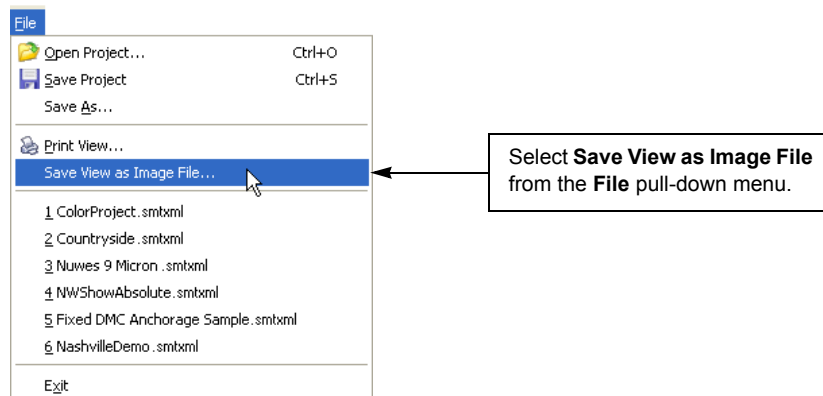 File
Open Project... Ctrl+O
Save Project Ctrl+S
Save As...
Print View...
Save View as Image File...
1 ColorProject.smtxml
2 Countryside.smtxml
3 Nuwes 9 Micron .smtxml
4 NWShowAbsolute.smtxml
5 Fixed DMC Anchorage Sample.smtxml
6 NashvilleDemo.smtxml
Exit
Select Save View as Image File
from the File pull-down menu.